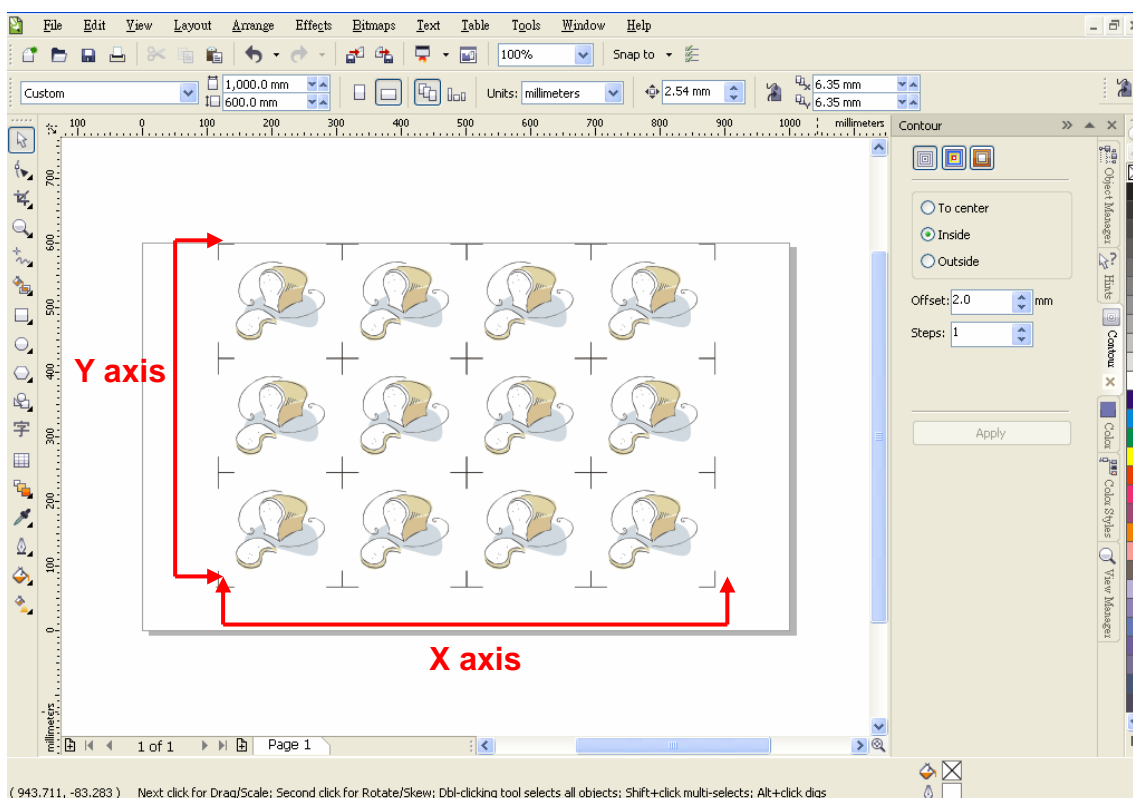 File Edit View Layout Arrange Effects Bitmaps Text Table Tools Window Help
100% Snap to
Custom 1,000.0 mm 600.0 mm Units: millimeters 2.54 mm 6.35 mm 6.35 mm
100 0 100 200 300 400 500 600 700 800 900 1000 millimeters
700
600
500
400
300
200
100
0
millimeters
Y axis
X axis
Contour
To center
Inside
Outside
Offset: 2.0 mm
Steps: 1
Apply
Object Manager
Hints
Contour
Color
Color Styles
View Manager
字
1 of 1 Page 1
( 943.711, -83.283 ) Next click for Drag/Scale; Second click for Rotate/Skew; Dbl-clicking tool selects all objects; Shift+click multi-selects; Alt+click digs